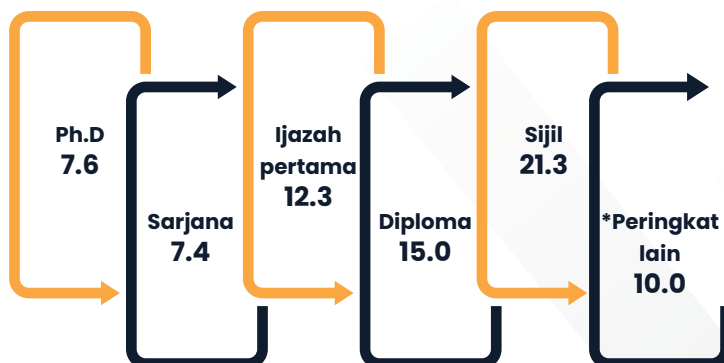 Ph.D
7.6
Sarjana
7.4
Ijazah
pertama
12.3
Diploma
15.0
Sijil
21.3
*Peringkat
lain
10.0